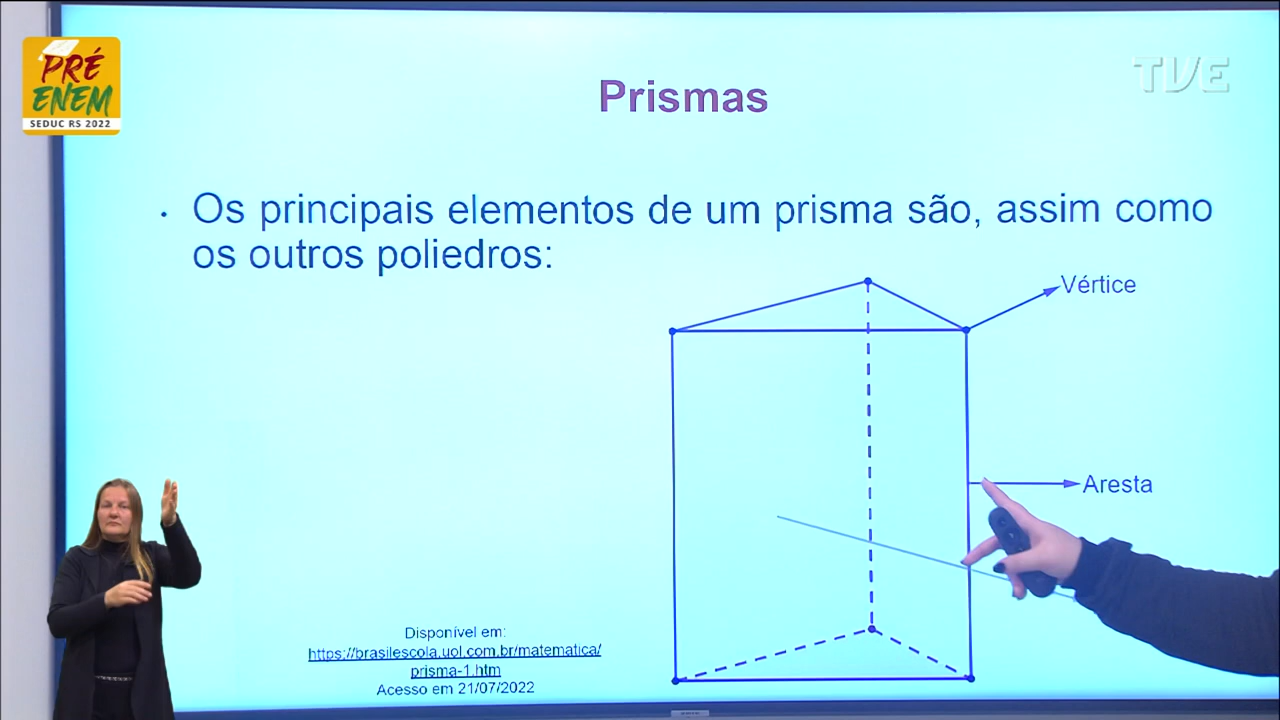 PRÉ
ENEM
SEDUC RS 2022
TVE
Prismas
• Os principais elementos de um prisma são, assim como
os outros poliedros:
Vértice
Aresta
Disponível em:
https://brasilescola.uol.com.br/matematica/
prisma-1.htm
Acesso em 21/07/2022